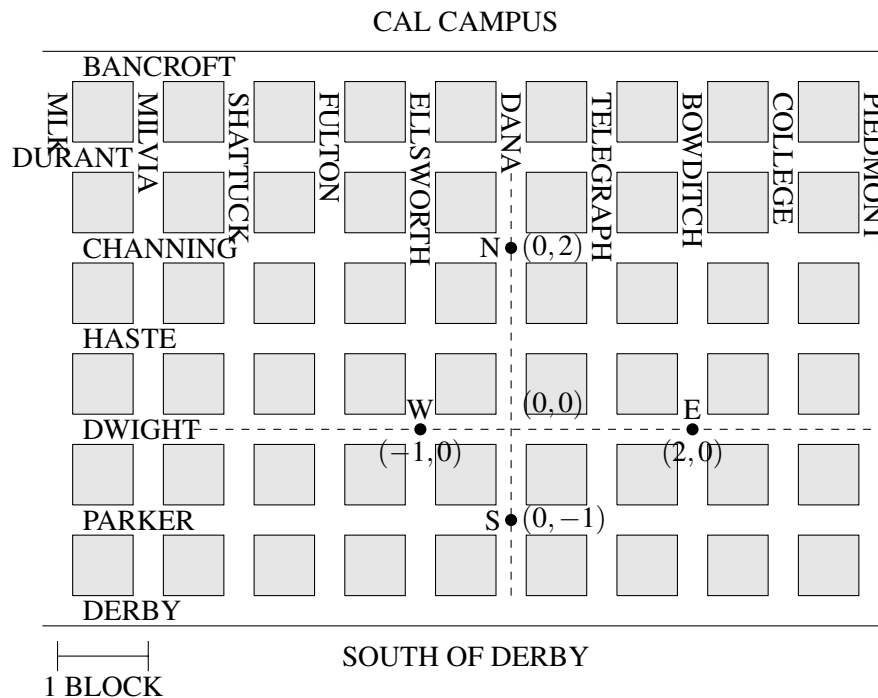 CAL CAMPUS
BANCROFT
MLK
MILVIA
SHATTUCK
FULTON
ELLSWORTH
DANA
TELEGRAPH
BOWDITCH
COLLEGE
PIEDMONT
DURANT
CHANNING
N (0,2)
HASTE
W
(0,0)
E
DWIGHT
(−1,0)
(2,0)
PARKER
S (0,−1)
DERBY
SOUTH OF DERBY
1 BLOCK